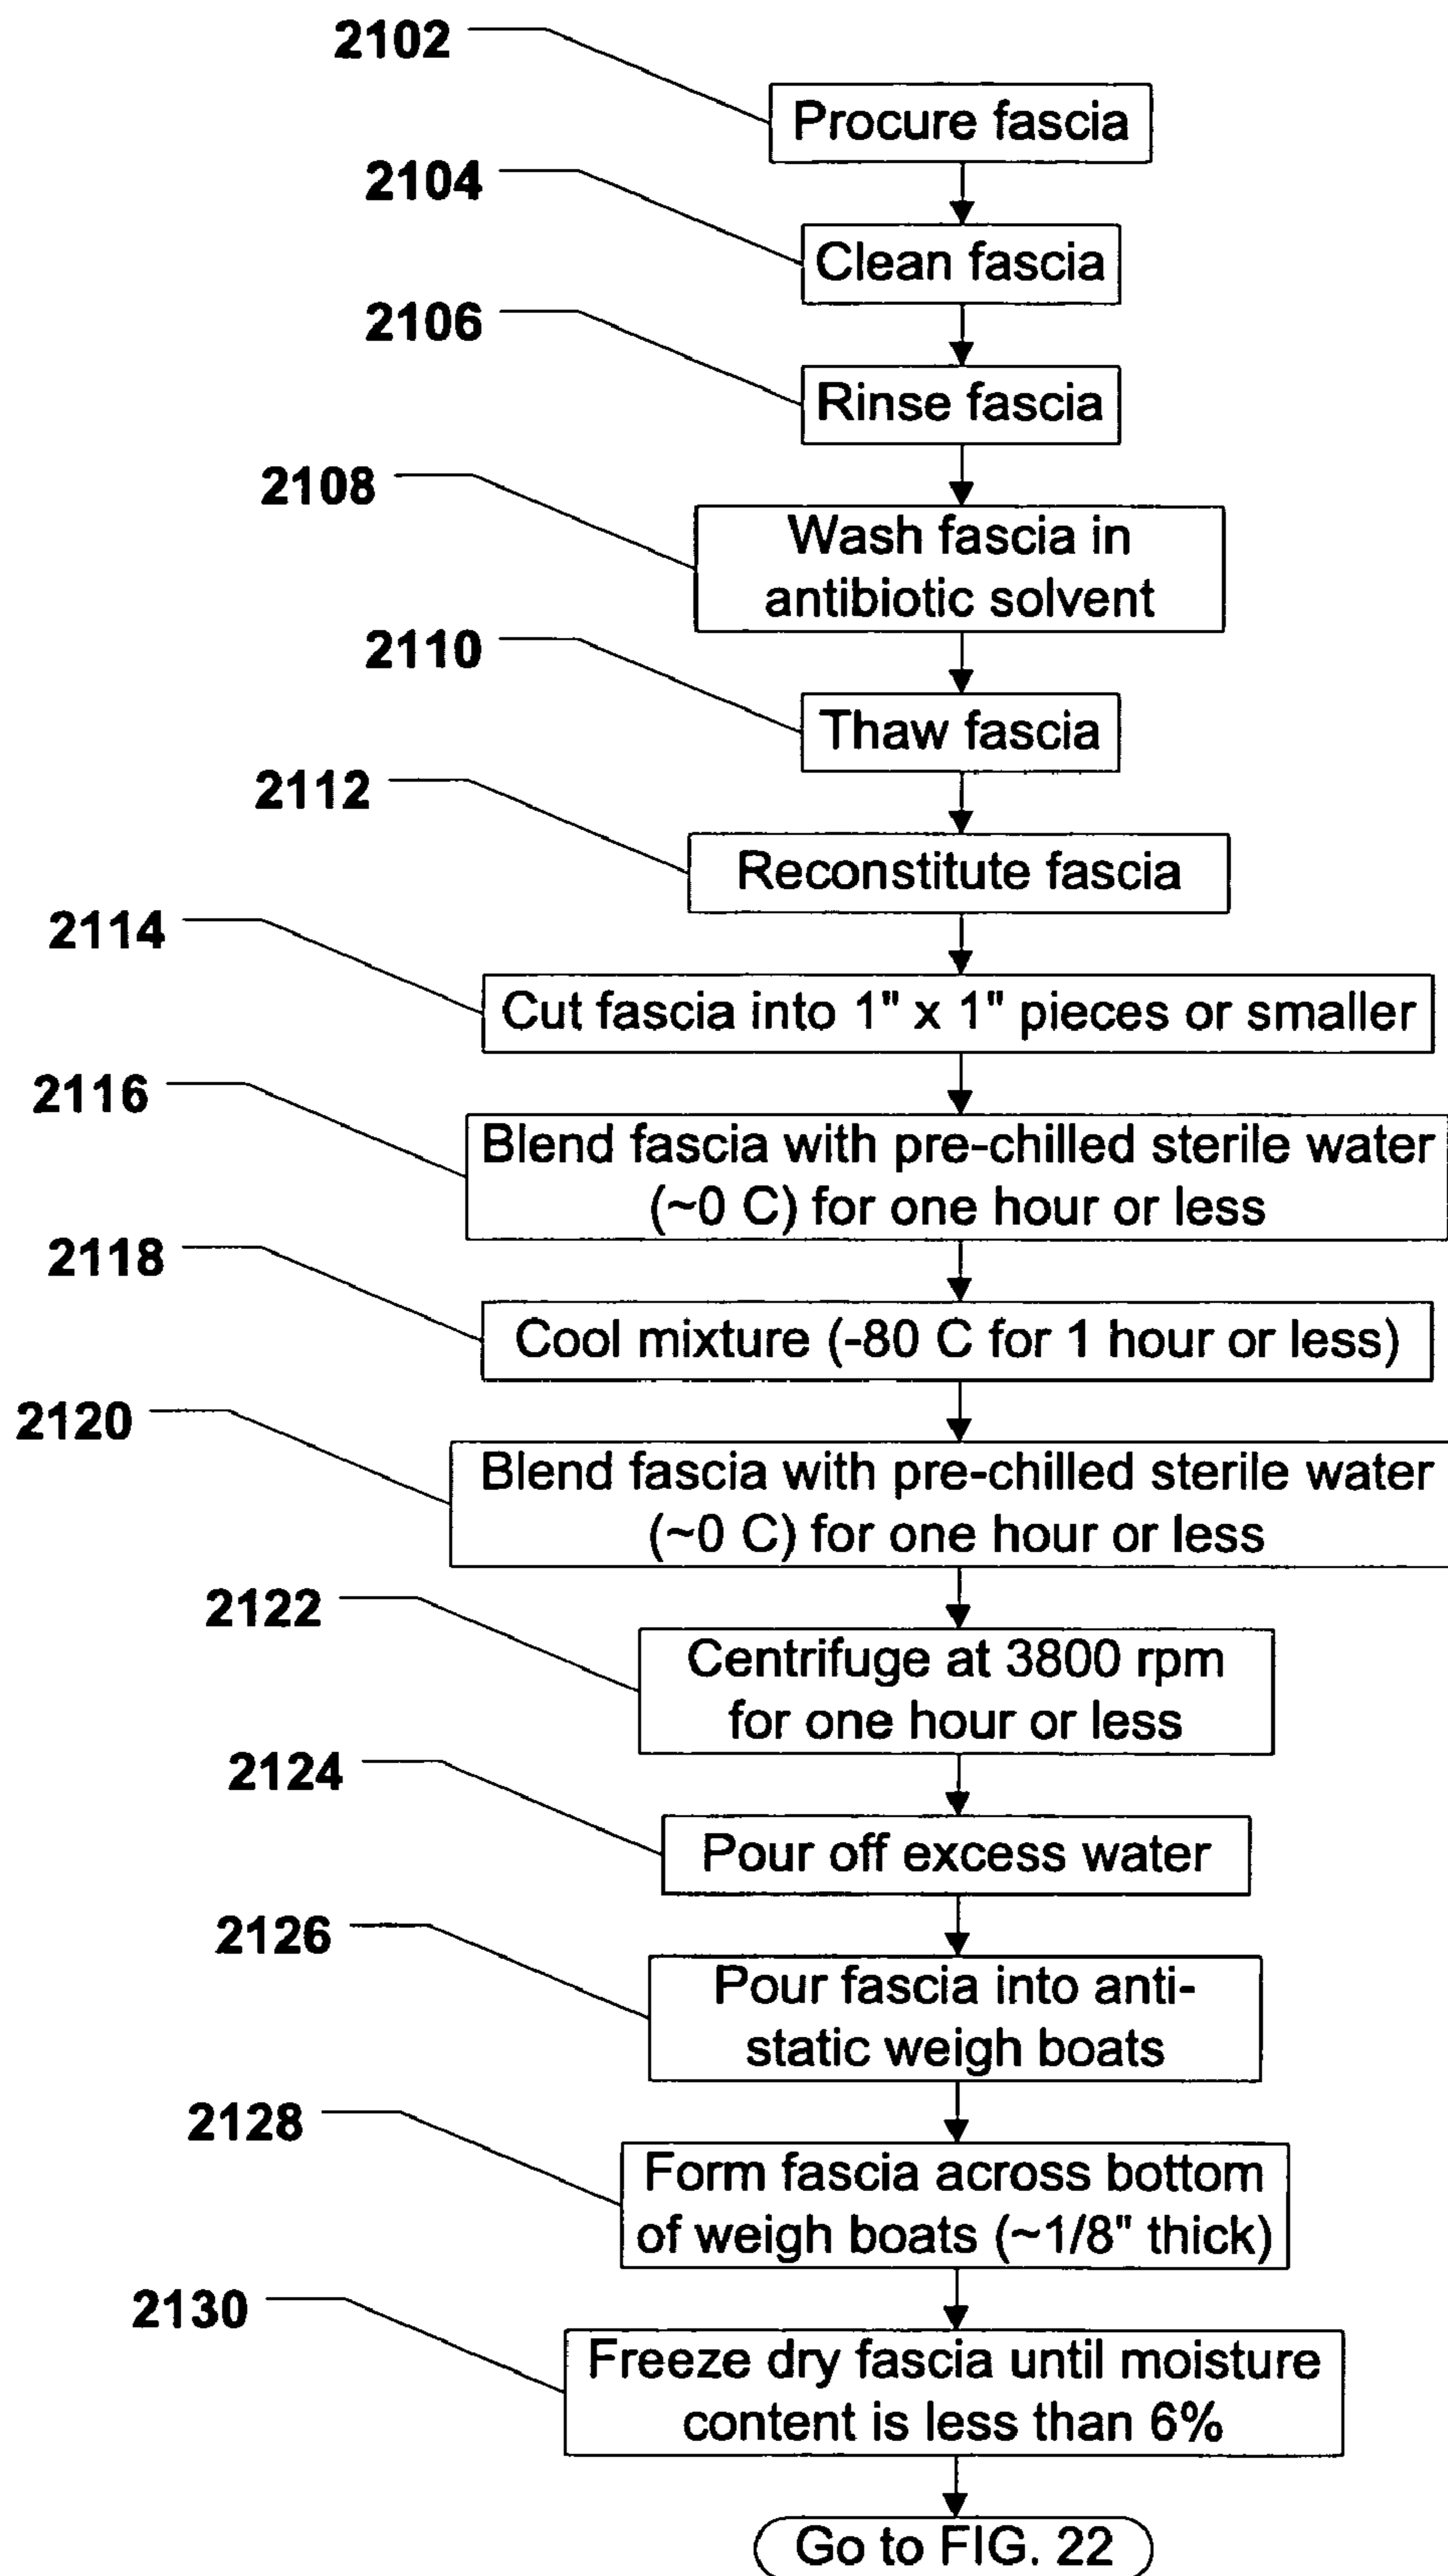 2102
Procure fascia
2104
Clean fascia
2106
Rinse fascia
2108
Wash fascia in
antibiotic solvent
2110
Thaw fascia
2112
Reconstitute fascia
2114
Cut fascia into 1" x 1" pieces or smaller
2116
Blend fascia with pre-chilled sterile water
(~0 C) for one hour or less
2118
Cool mixture (-80 C for 1 hour or less)
2120
Blend fascia with pre-chilled sterile water
(~0 C) for one hour or less
2122
Centrifuge at 3800 rpm
for one hour or less
2124
Pour off excess water
2126
Pour fascia into anti-
static weigh boats
2128
Form fascia across bottom
of weigh boats (~1/8" thick)
2130
Freeze dry fascia until moisture
content is less than 6%
Go to FIG. 22